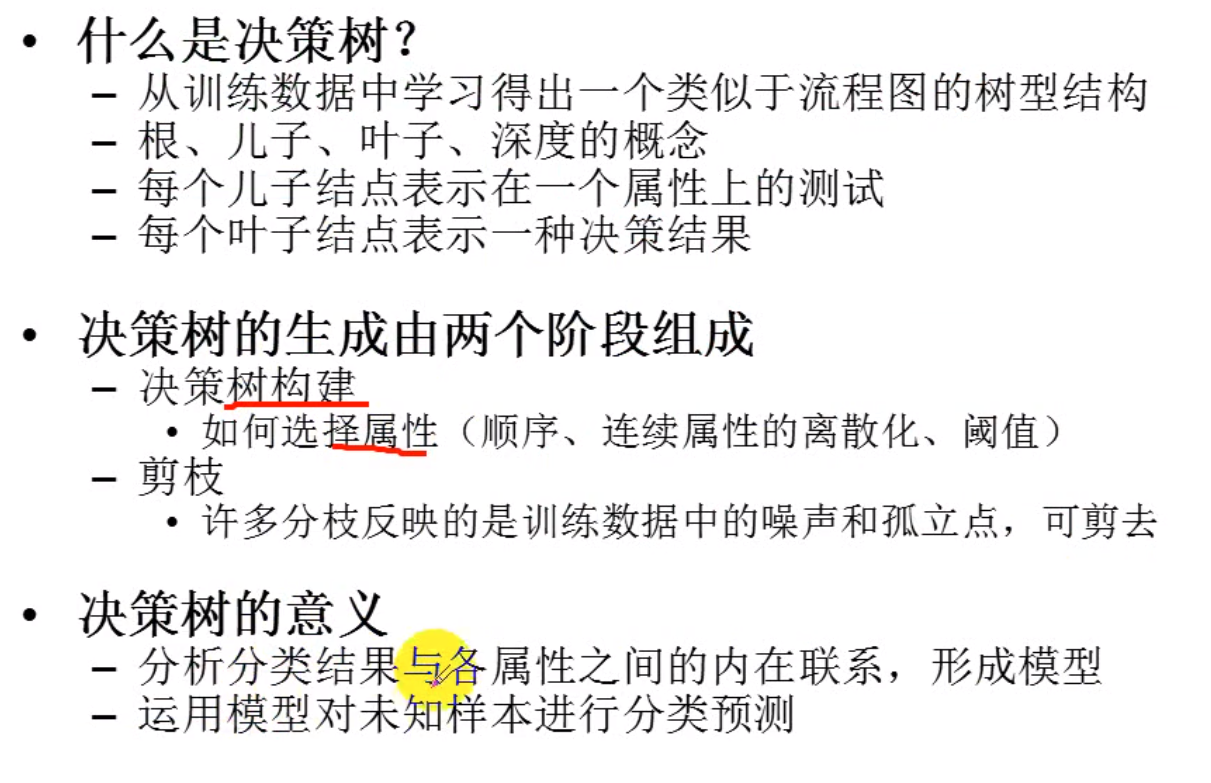 • 什么是决策树？
– 从训练数据中学习得出一个类似于流程图的树型结构
– 根、儿子、叶子、深度的概念
– 每个儿子结点表示在一个属性上的测试
– 每个叶子结点表示一种决策结果
• 决策树的生成由两个阶段组成
– 决策树构建
• 如何选择属性（顺序、连续属性的离散化、阈值）
– 剪枝
• 许多分枝反映的是训练数据中的噪声和孤立点，可剪去
• 决策树的意义
– 分析分类结果与各属性之间的内在联系，形成模型
– 运用模型对未知样本进行分类预测